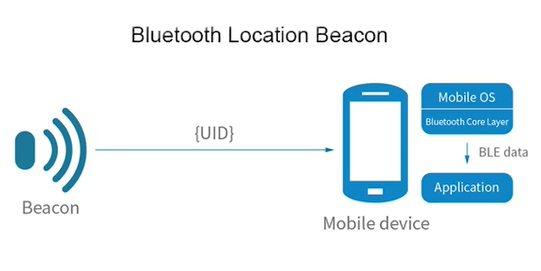 Bluetooth Location Beacon
{UID}
Beacon
Mobile device
Mobile OS
Bluetooth Core Layer
BLE data
Application